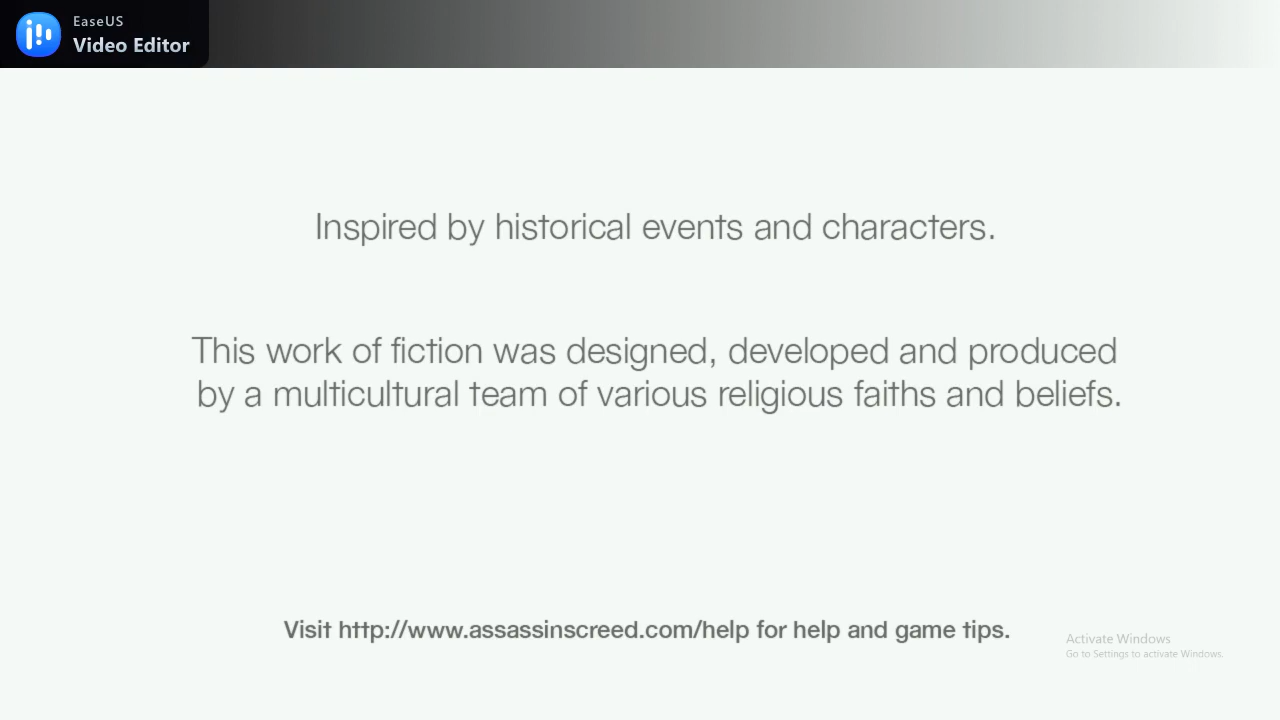 EaseUS
Video Editor
Inspired by historical events and characters.
This work of fiction was designed, developed and produced
by a multicultural team of various religious faiths and beliefs.
Visit http://www.assassinscreed.com/help for help and game tips.
Activate Windows
Go to Settings to activate Windows.